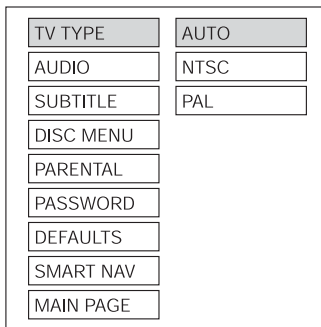 TV TYPE
AUTO
AUDIO
NTSC
SUBTITLE
PAL
DISC MENU
PARENTAL
PASSWORD
DEFAULTS
SMART NAV
MAIN PAGE